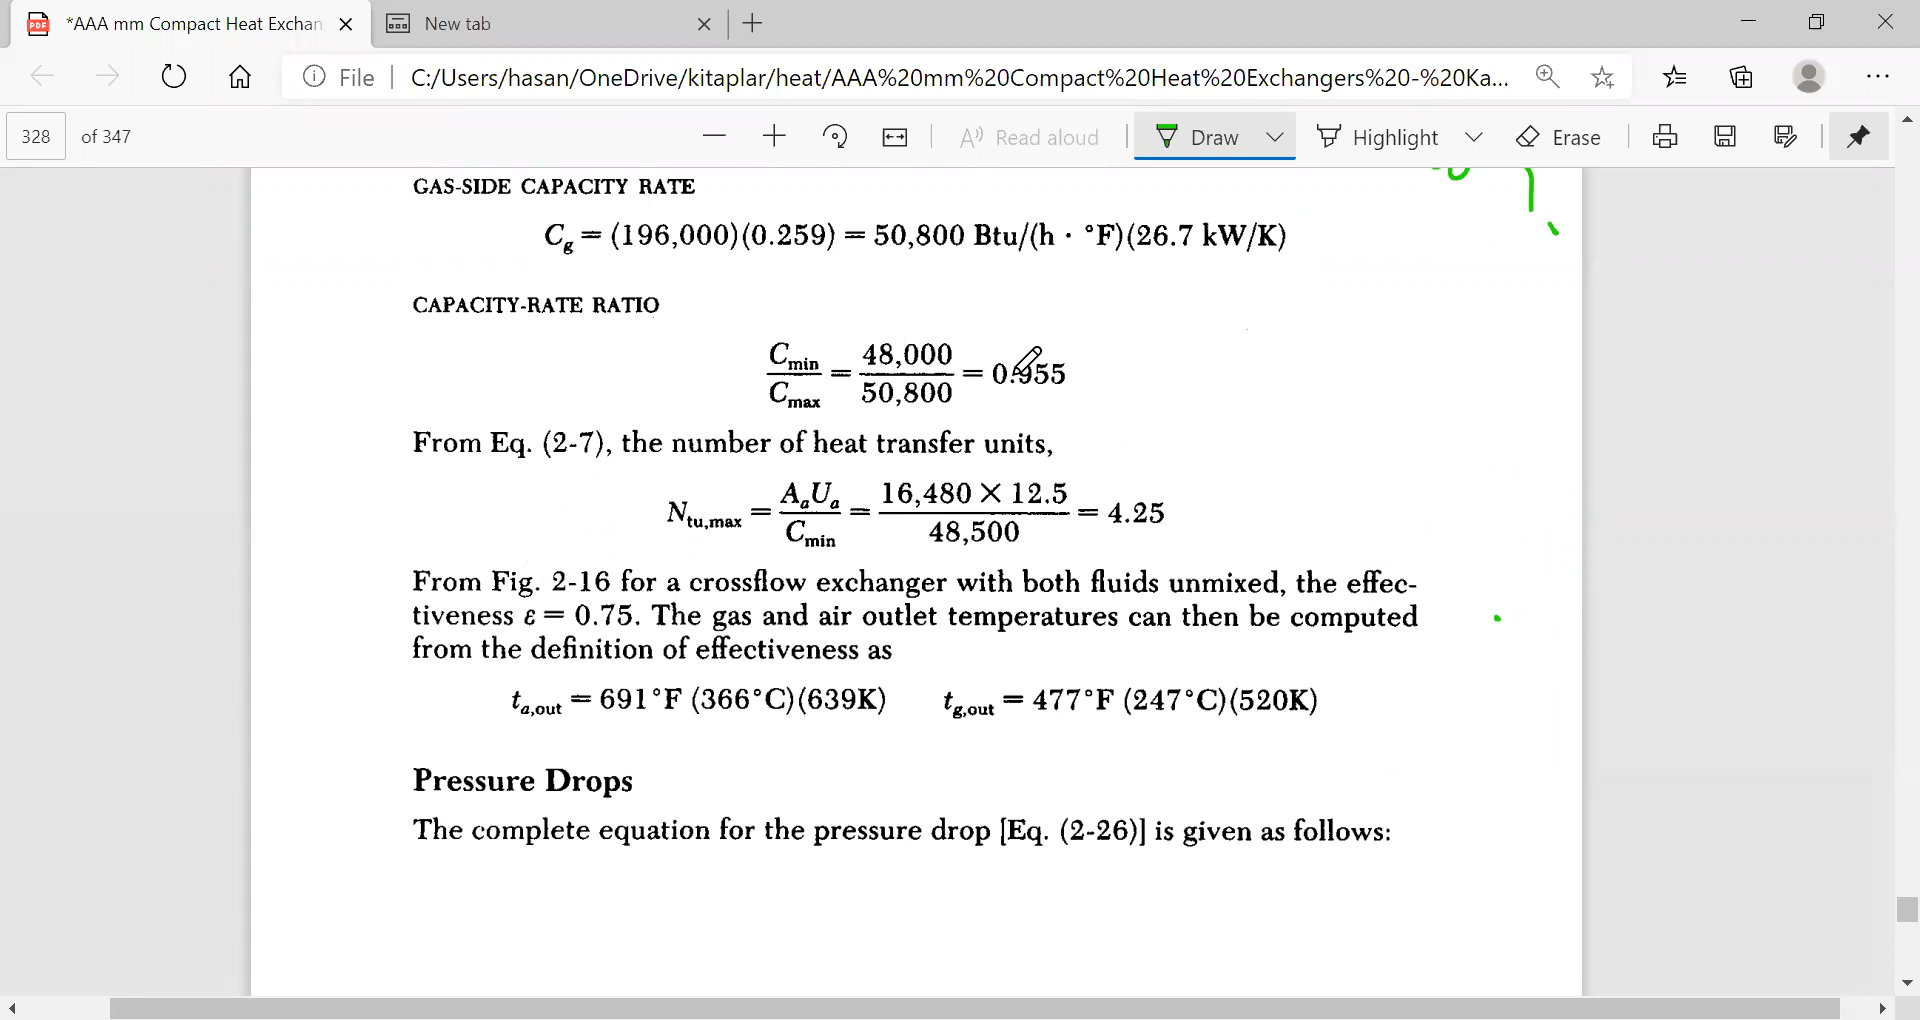 *AAA mm Compact Heat Exchan
New tab
File
C:/Users/hasan/OneDrive/kitaplar/heat/AAA%20mm%20Compact%20Heat%20Exchangers%20-%20Ka...
328 of 347
Read aloud
Draw
Highlight
Erase
GAS-SIDE CAPACITY RATE
C_g = (196,000)(0.259) = 50,800 Btu/(h · °F)(26.7 kW/K)
CAPACITY-RATE RATIO
C_min / C_max = 48,000 / 50,800 = 0.955
From Eq. (2-7), the number of heat transfer units,
N_tu,max = A_a U_a / C_min = 16,480 × 12.5 / 48,500 = 4.25
From Fig. 2-16 for a crossflow exchanger with both fluids unmixed, the effec-
tiveness ε = 0.75. The gas and air outlet temperatures can then be computed
from the definition of effectiveness as
t_a,out = 691°F (366°C)(639K) t_g,out = 477°F (247°C)(520K)
Pressure Drops
The complete equation for the pressure drop [Eq. (2-26)] is given as follows: